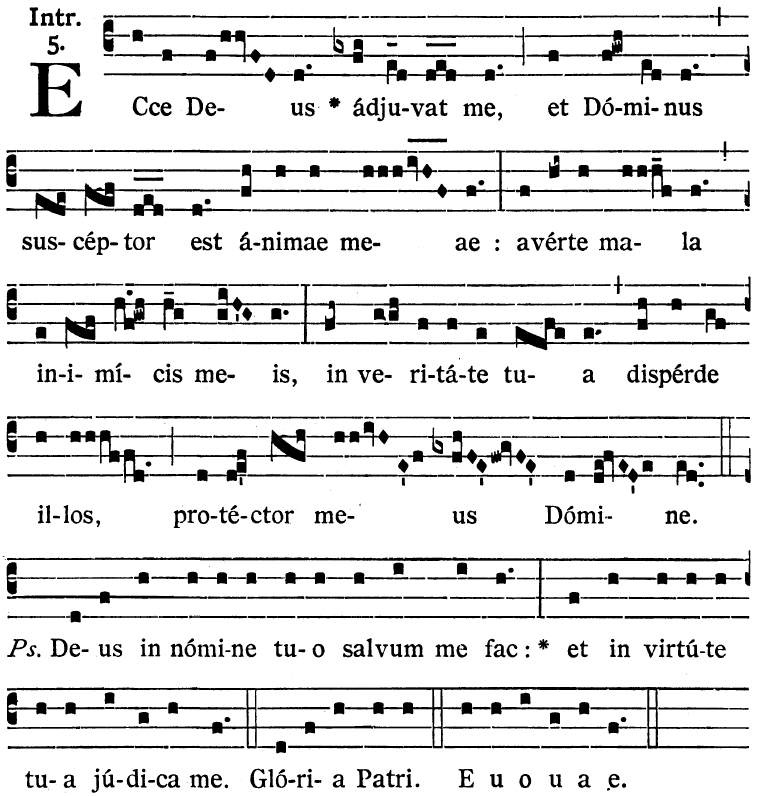 Intr.
5.
ECce De- us * ádju-vat me, et Dó-mi-nus
sus-cép-tor est á-nimae me- ae : avérte ma- la
in-i- mí- cis me- is, in ve- ri-tá-te tu- a dispérde
il-los, pro-té-ctor me- us Dómi- ne.
Ps. De- us in nómi-ne tu- o salvum me fac : * et in virtú-te
tu- a jú-di-ca me. Gló-ri- a Patri. E u o u a e.